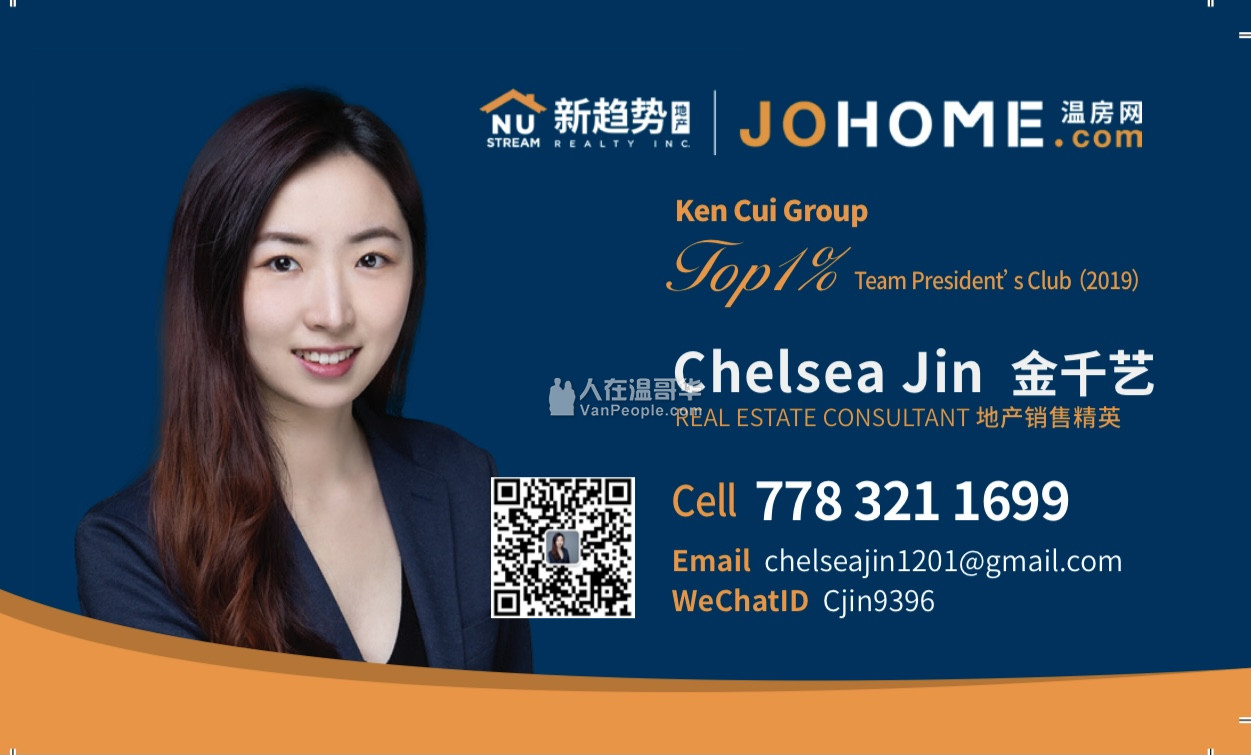 NU 新趋势 地产
STREAM REALTY INC.
JOHOME.com 温房网
Ken Cui Group
Top1% Team President's Club (2019)
Chelsea Jin 金千艺
人在温哥华
VanPeople.com
REAL ESTATE CONSULTANT 地产销售精英
Cell 778 321 1699
Email chelseajin1201@gmail.com
WeChatID Cjin9396